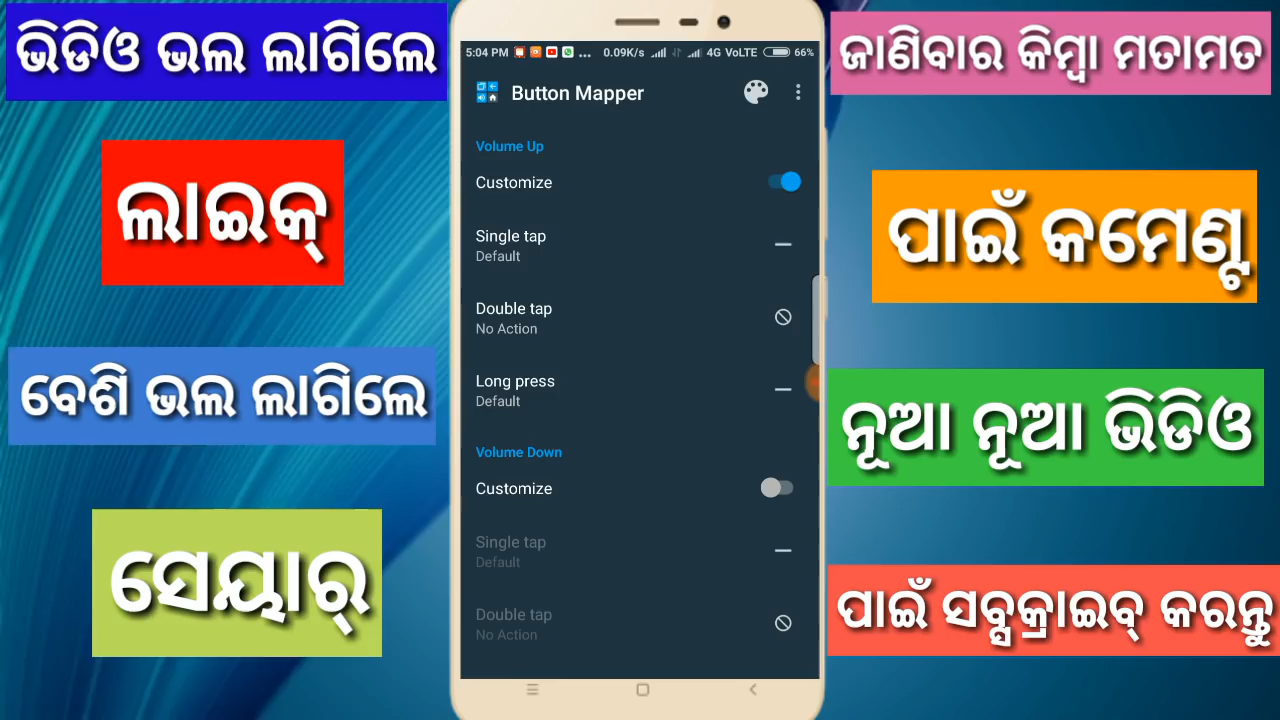 ଭିଡିଓ ଭଲ ଲାଗିଲେ
ଲାଇକ୍
ବେଶି ଭଲ ଲାଗିଲେ
ସେୟାର୍
5:04 PM ... 0.09K/s 4G VoLTE 66%
Button Mapper
Volume Up
Customize
Single tap
Default
Double tap
No Action
Long press
Default
Volume Down
Customize
Single tap
Default
Double tap
No Action
ଜାଣିବାର କିମ୍ବା ମତାମତ
ପାଇଁ କମେଣ୍ଟ
ନୂଆ ନୂଆ ଭିଡିଓ
ପାଇଁ ସବ୍ସକ୍ରାଇବ୍ କରନ୍ତୁ